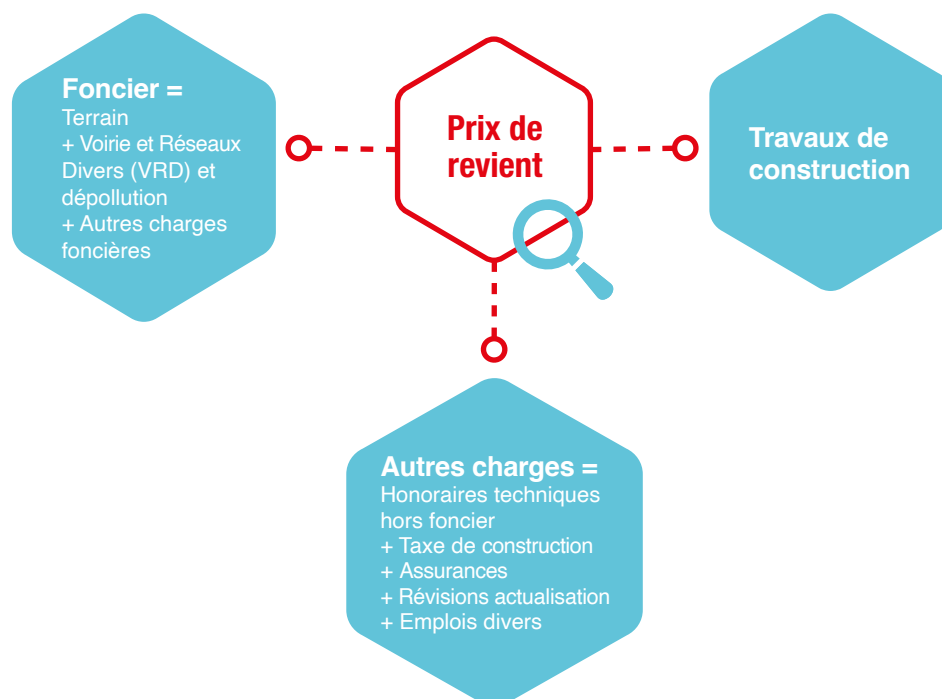 Foncier =
Terrain
+ Voirie et Réseaux
Divers (VRD) et
dépollution
+ Autres charges
foncières
Prix de
revient
Travaux de
construction
Autres charges =
Honoraires techniques
hors foncier
+ Taxe de construction
+ Assurances
+ Révisions actualisation
+ Emplois divers